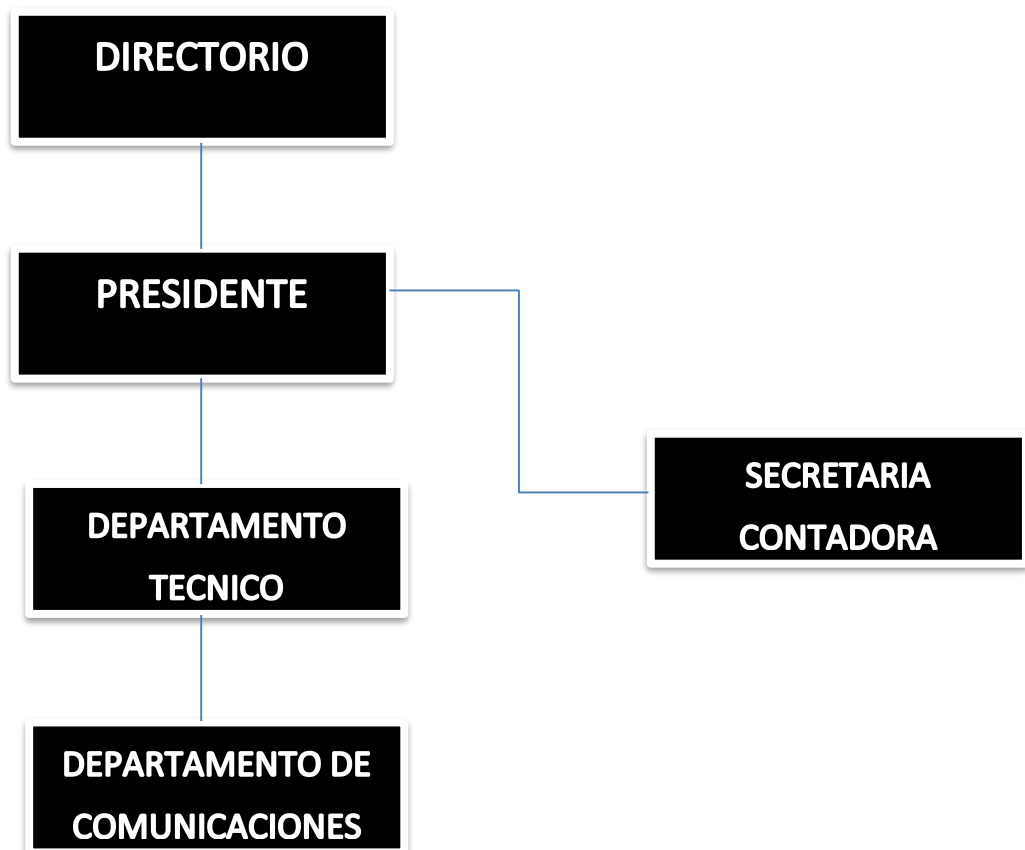 DIRECTORIO
PRESIDENTE
SECRETARIA
CONTADORA
DEPARTAMENTO
TECNICO
DEPARTAMENTO DE
COMUNICACIONES